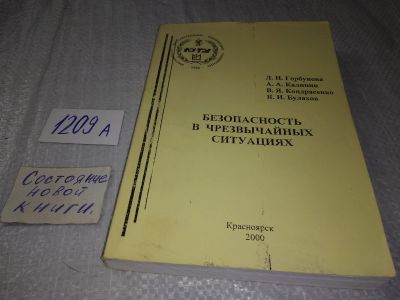 Л. Н. Горбунова
А. А. Калинин
В. Я. Кондрасенко
К. И. Булахов
БЕЗОПАСНОСТЬ
В ЧРЕЗВЫЧАЙНЫХ
СИТУАЦИЯХ
Красноярск
2000
1209 А
Состояние
новой
книги.